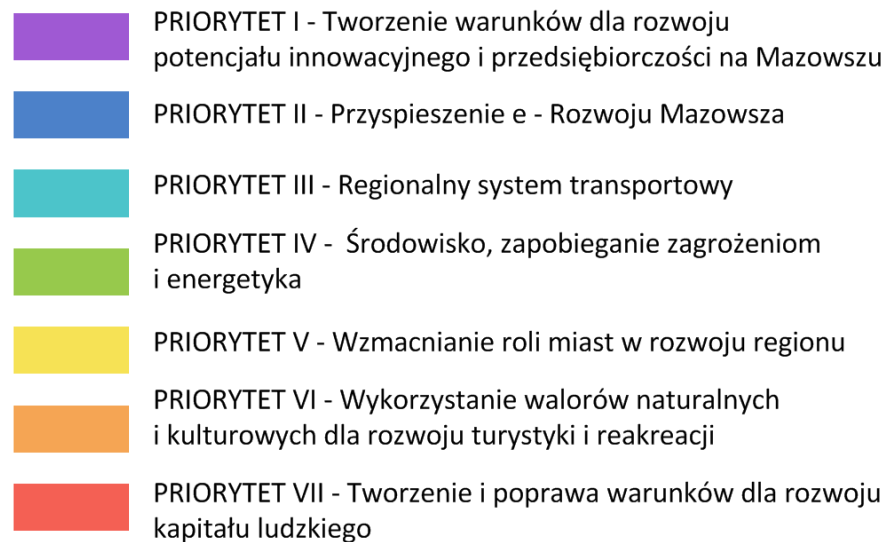 PRIORYTET I - Tworzenie warunków dla rozwoju
potencjału innowacyjnego i przedsiębiorczości na Mazowszu
PRIORYTET II - Przyspieszenie e - Rozwoju Mazowsza
PRIORYTET III - Regionalny system transportowy
PRIORYTET IV -  Środowisko, zapobieganie zagrożeniom
i energetyka
PRIORYTET V - Wzmacnianie roli miast w rozwoju regionu
PRIORYTET VI - Wykorzystanie walorów naturalnych
i kulturowych dla rozwoju turystyki i reakreacji
PRIORYTET VII - Tworzenie i poprawa warunków dla rozwoju
kapitału ludzkiego